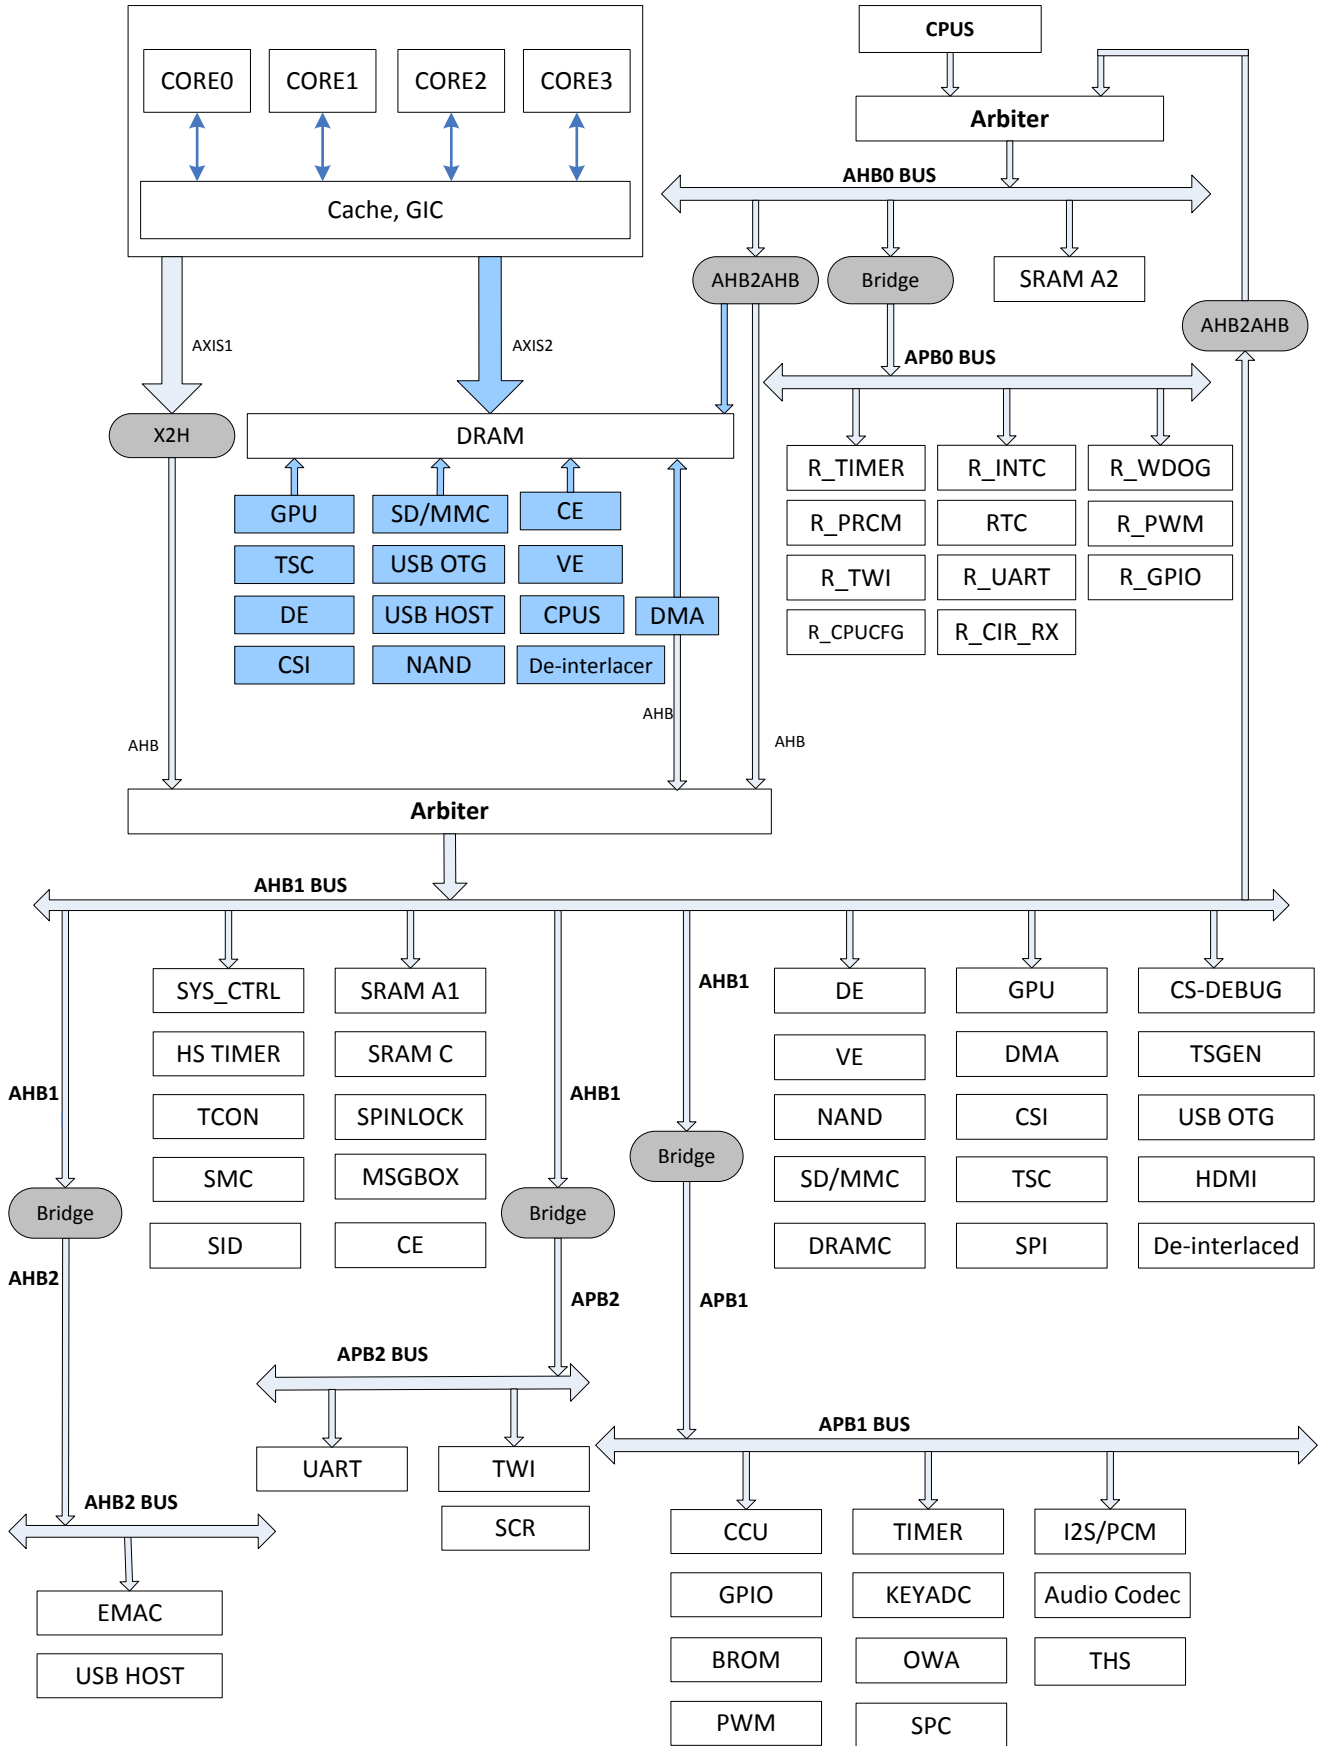 CPUS
CORE0
CORE1
CORE2
CORE3
Arbiter
AHB0 BUS
Cache, GIC
AHB2AHB
Bridge
SRAM A2
AHB2AHB
AXIS1
AXIS2
APB0 BUS
X2H
DRAM
R_TIMER
R_INTC
R_WDOG
GPU
SD/MMC
CE
R_PRCM
RTC
R_PWM
TSC
USB OTG
VE
R_TWI
R_UART
R_GPIO
DE
USB HOST
CPUS
DMA
R_CPUCFG
R_CIR_RX
CSI
NAND
De-interlacer
AHB
AHB
AHB
Arbiter
AHB1 BUS
SYS_CTRL
SRAM A1
AHB1
DE
GPU
CS-DEBUG
HS TIMER
SRAM C
VE
DMA
TSGEN
AHB1
AHB1
TCON
SPINLOCK
NAND
CSI
USB OTG
Bridge
SMC
MSGBOX
SD/MMC
TSC
HDMI
Bridge
Bridge
SID
CE
DRAMC
SPI
De-interlaced
AHB2
APB2
APB1
APB2 BUS
APB1 BUS
UART
TWI
AHB2 BUS
SCR
CCU
TIMER
I2S/PCM
EMAC
GPIO
KEYADC
Audio Codec
USB HOST
BROM
OWA
THS
PWM
SPC